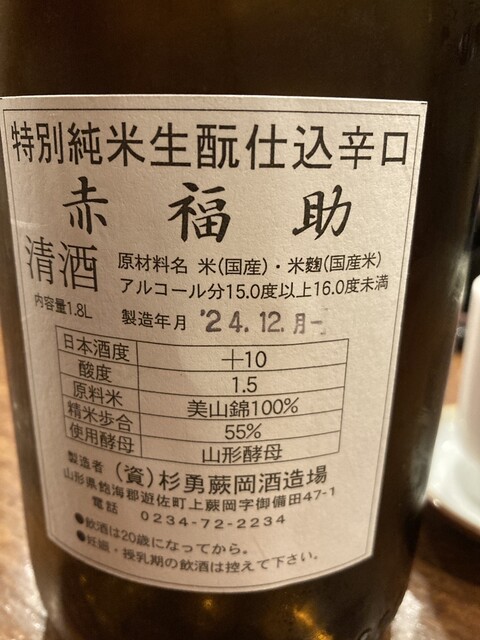 特別純米生酛仕込辛口
赤福助
清酒
原材料名 米(国産)・米麴(国産米)
アルコール分15.0度以上16.0度未満
内容量1.8L
製造年月 '24.12.月
日本酒度 +10
酸度 1.5
原料米 美山錦100%
精米歩合 55%
使用酵母 山形酵母
製造者 (資)杉勇蕨岡酒造場
山形県飽海郡遊佐町上蕨岡字御備田47-1
電話 0234-72-2234
●飲酒は20歳になってから。
●妊娠・授乳期の飲酒は控えて下さい。